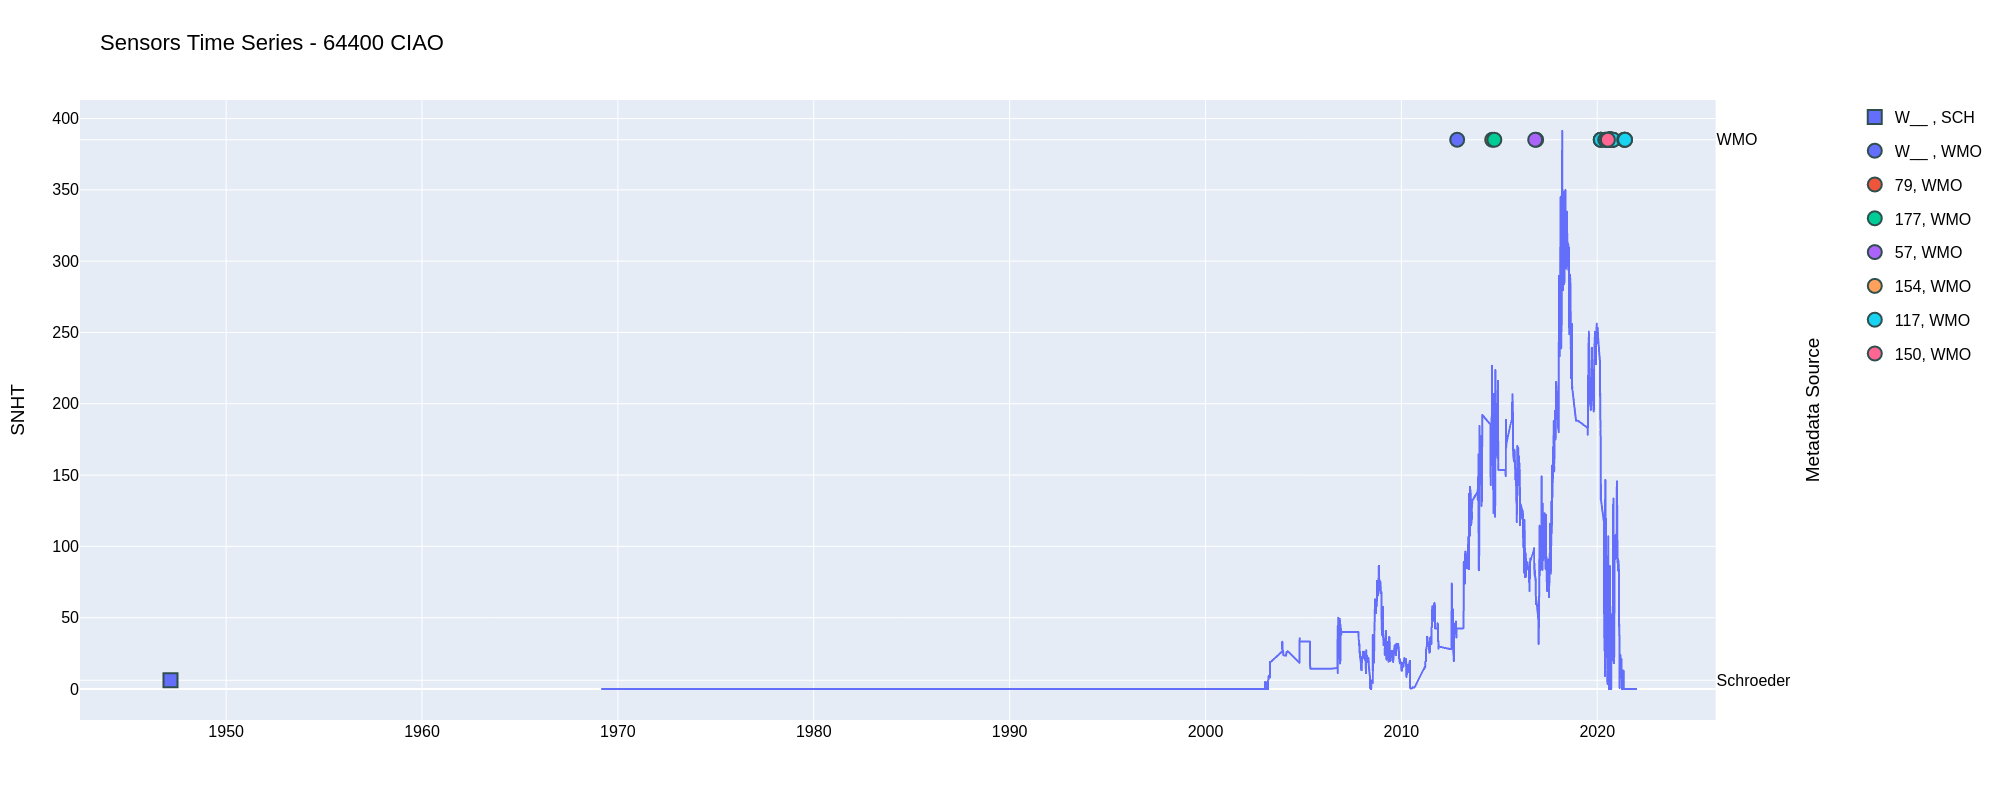 Sensors Time Series - 64400 CIAO
SNHT
400
350
300
250
200
150
100
50
0
1950
1960
1970
1980
1990
2000
2010
2020
WMO
Schroeder
Metadata Source
W__ , SCH
W__ , WMO
79, WMO
177, WMO
57, WMO
154, WMO
117, WMO
150, WMO